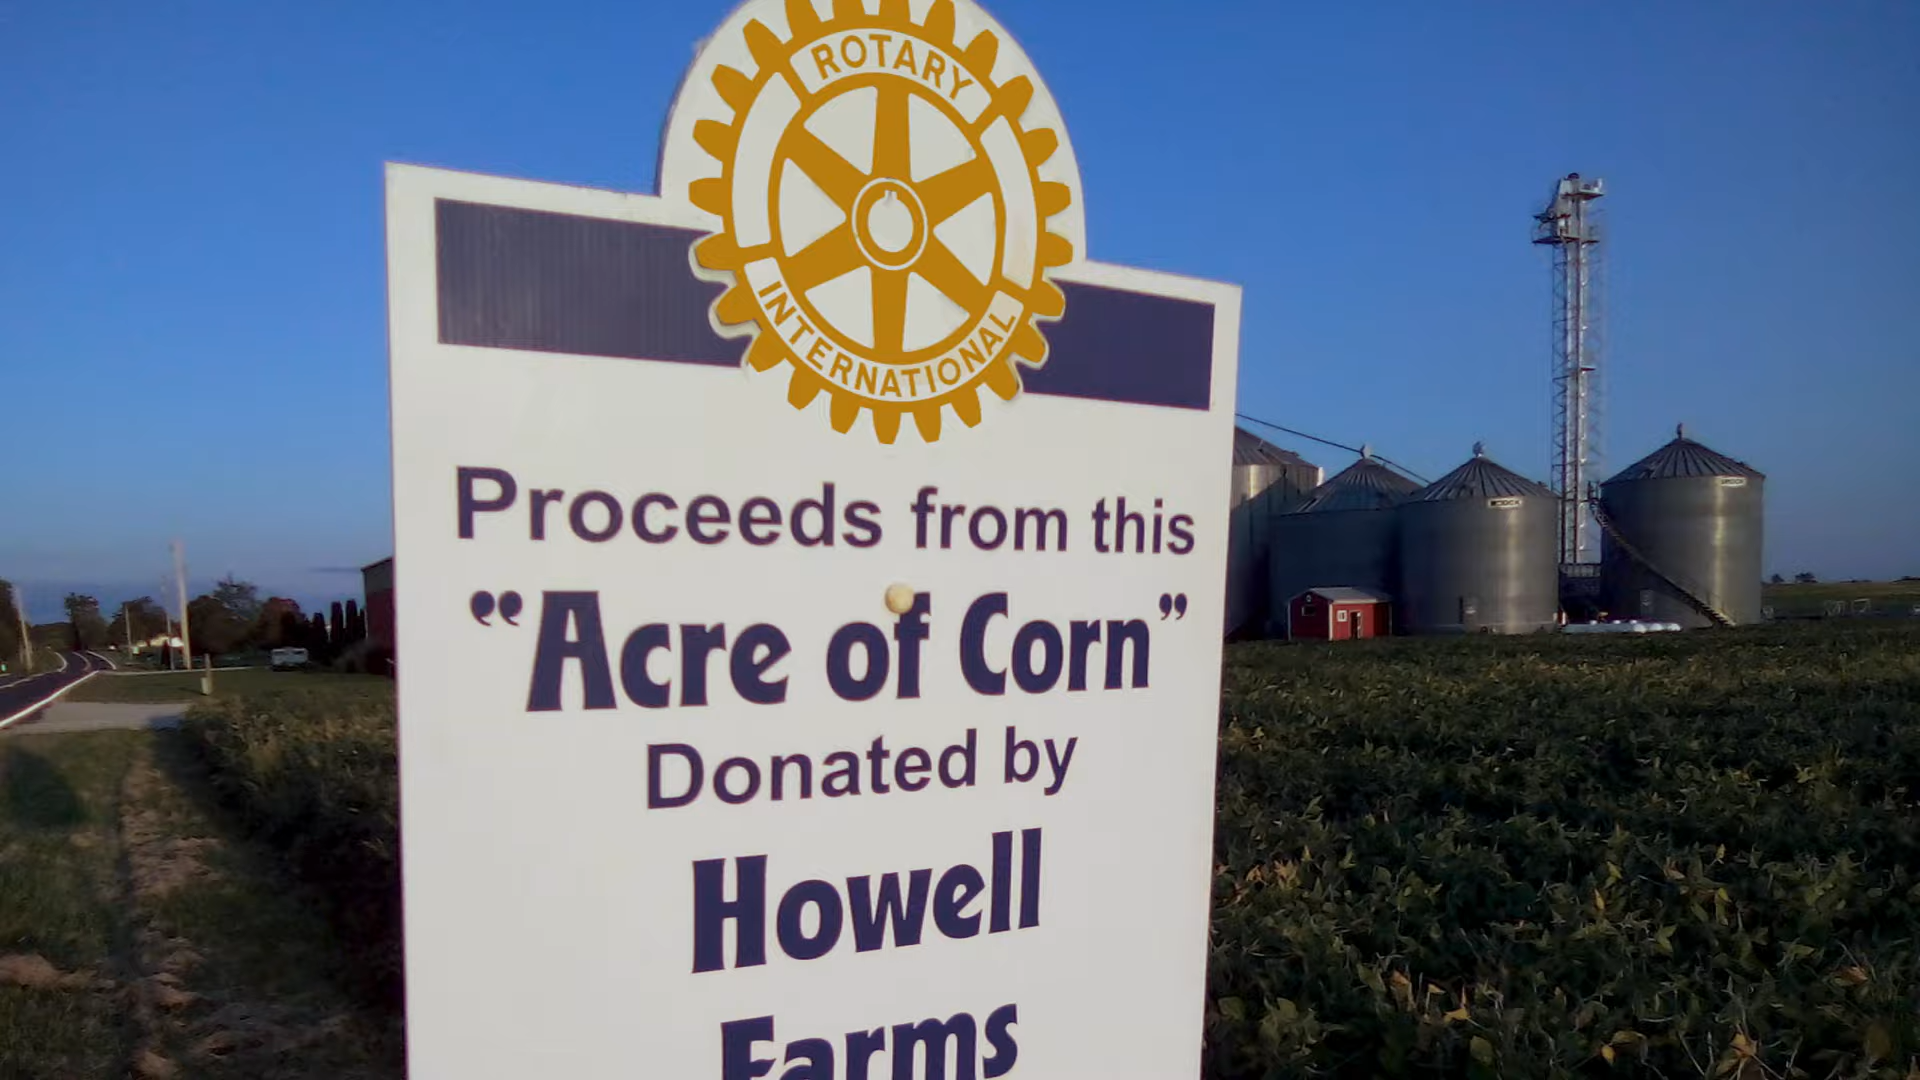 ROTARY
INTERNATIONAL
Proceeds from this
“Acre of Corn”
Donated by
Howell
Farms